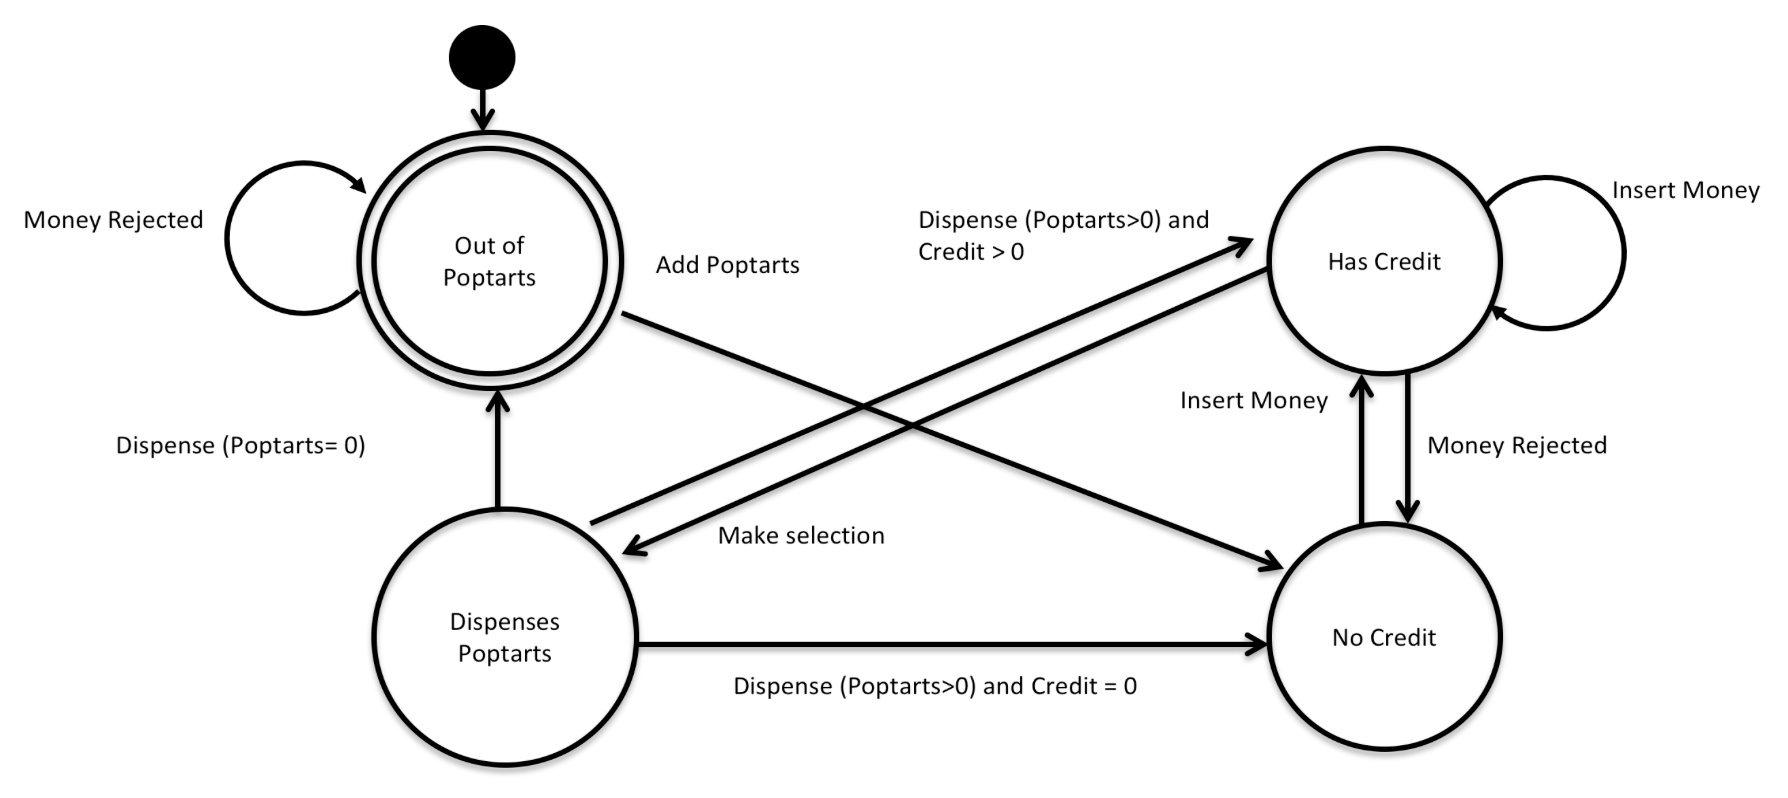 Money Rejected
Out of
Poptarts
Add Poptarts
Dispense (Poptarts>0) and
Credit > 0
Has Credit
Insert Money
Insert Money
Money Rejected
Dispense (Poptarts= 0)
Make selection
Dispenses
Poptarts
No Credit
Dispense (Poptarts>0) and Credit = 0